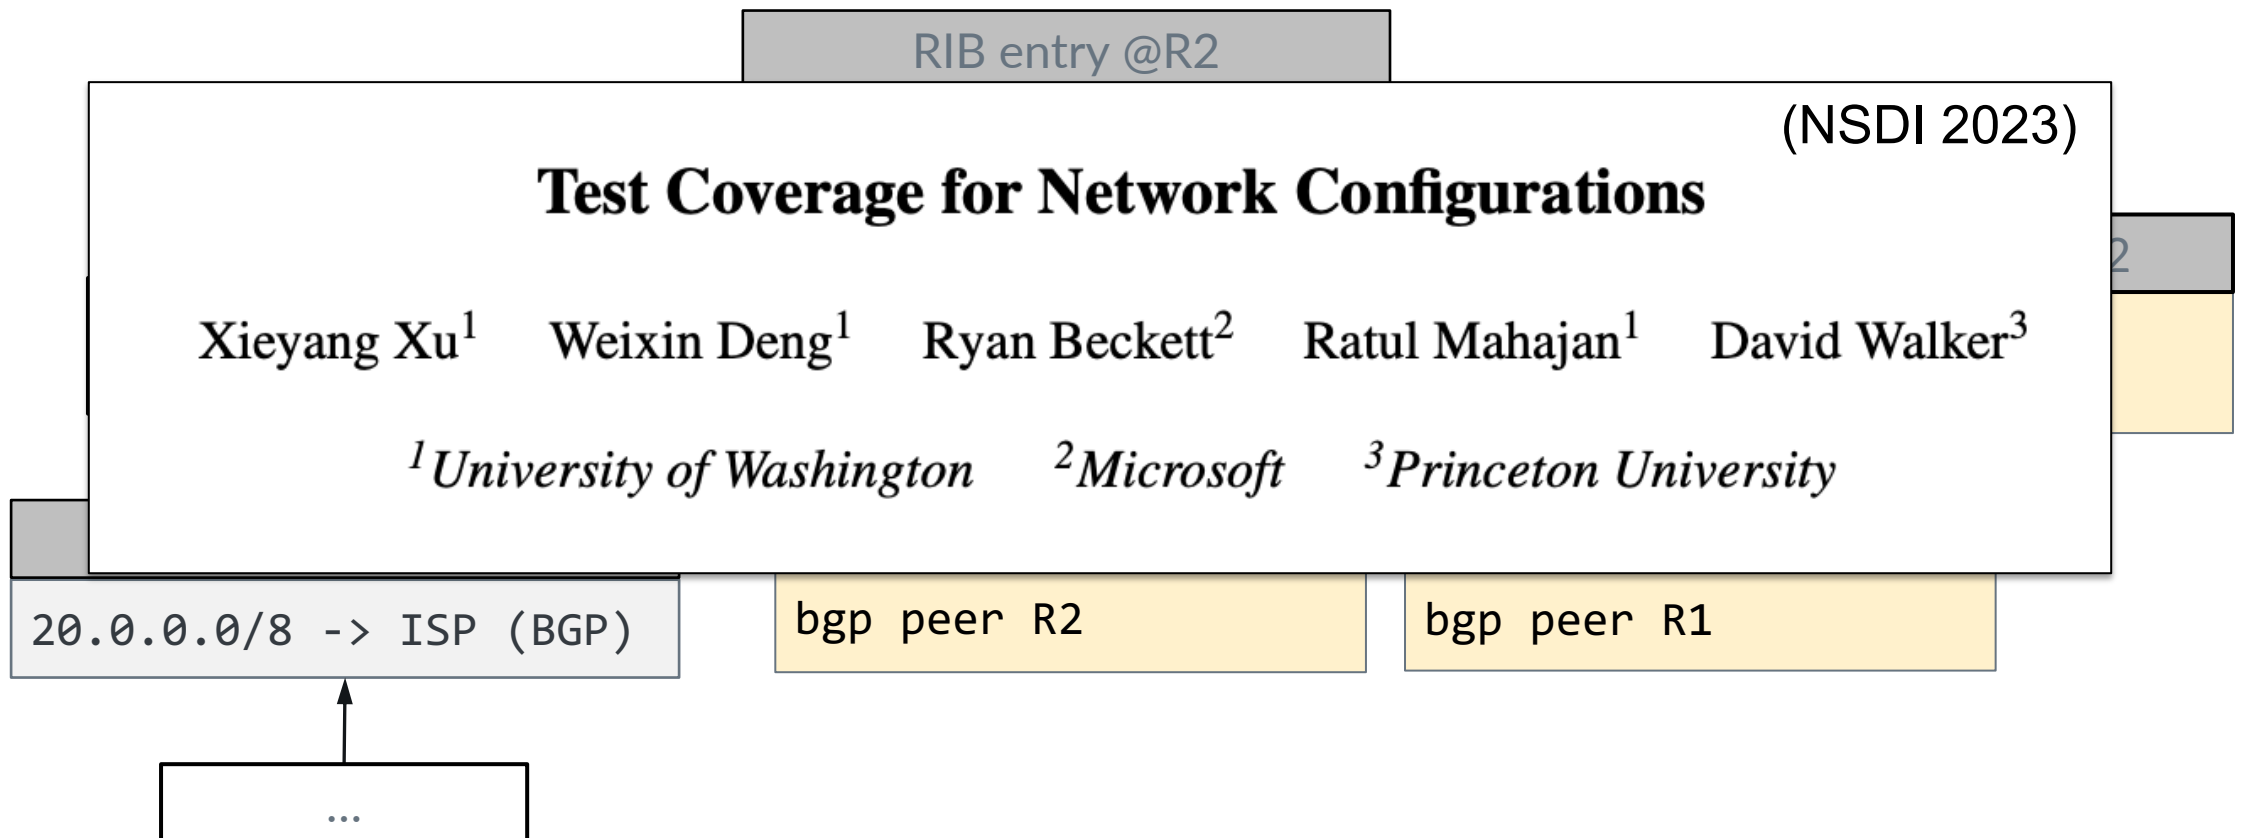 RIB entry @R2
(NSDI 2023)
Test Coverage for Network Configurations
Xieyang Xu1 Weixin Deng1 Ryan Beckett2 Ratul Mahajan1 David Walker3
1University of Washington 2Microsoft 3Princeton University
2
20.0.0.0/8 -> ISP (BGP)
bgp peer R2
bgp peer R1
...